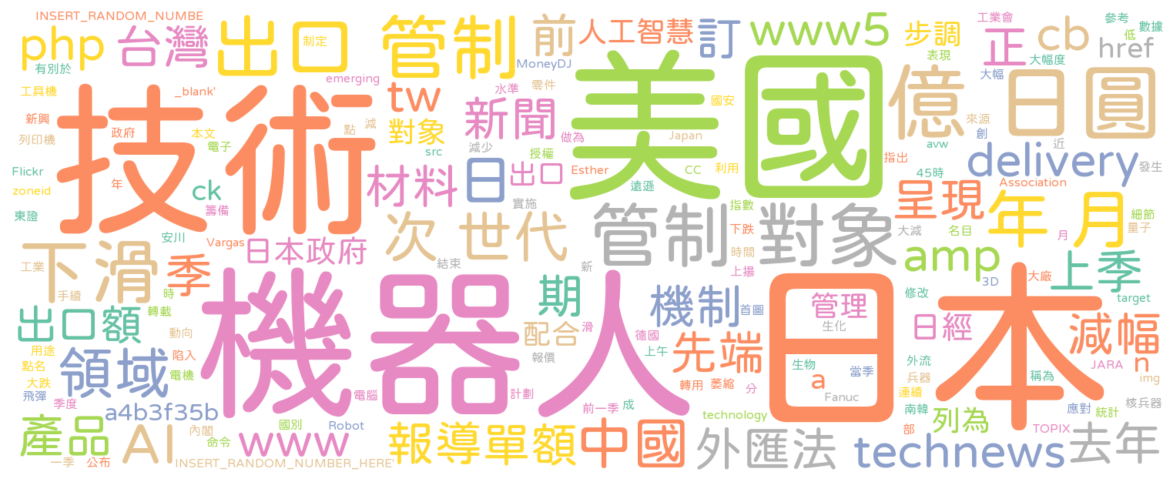 INSERT_RANDOM_NUMBE
php
台灣
出口
制定
管制
前
人工智慧
訂
www5
步調
工業會
正
cb
參考
低
數據
href
有別於
emerging
MoneyDJ
零件
表現
大幅
大幅度
工具機
_blank'
技術
tw
水準
新聞
美國
國安
億
日圓
來源
創
近
新興
列印機
政府
本文
電子
點
減
對象
src
減少
做為
授權
Japan
avw
指出
delivery
發生
Flickr
zoneid
年
ck
籌備
材料
日
出口
Esther
遠遜
CC
利用
45時
呈現
Association
東證
安川
Vargas
日本政府
次世代
實施
管制
對象
指數
下跌
時間
上揚
大減
名目
年
月
月
細節
量子
下滑
工業
手續
季
時
轉載
結束
新
期
機制
首圖
管理
生化
amp
3D
大廠
上季
target
修改
出口額
動向
機器人
配合
報價
滑
德國
上午
先端
日本
日經
減幅
外流
兵器
連續
稱為
JARA
n
img
用途
點名
大跌
飛彈
領域
陷入
電機
電腦
計劃
轉用
萎縮
分
生物
a
當季
Fanuc
南韓
部
列為
應對
統計
核兵器
季度
a4b3f35b
國別
Robot
前一季
成
technology
TOPIX
產品
AI
內閣
命令
www
報導
單
額
中國
外匯法
technews
去年
一季
公布
INSERT_RANDOM_NUMBER_HERE